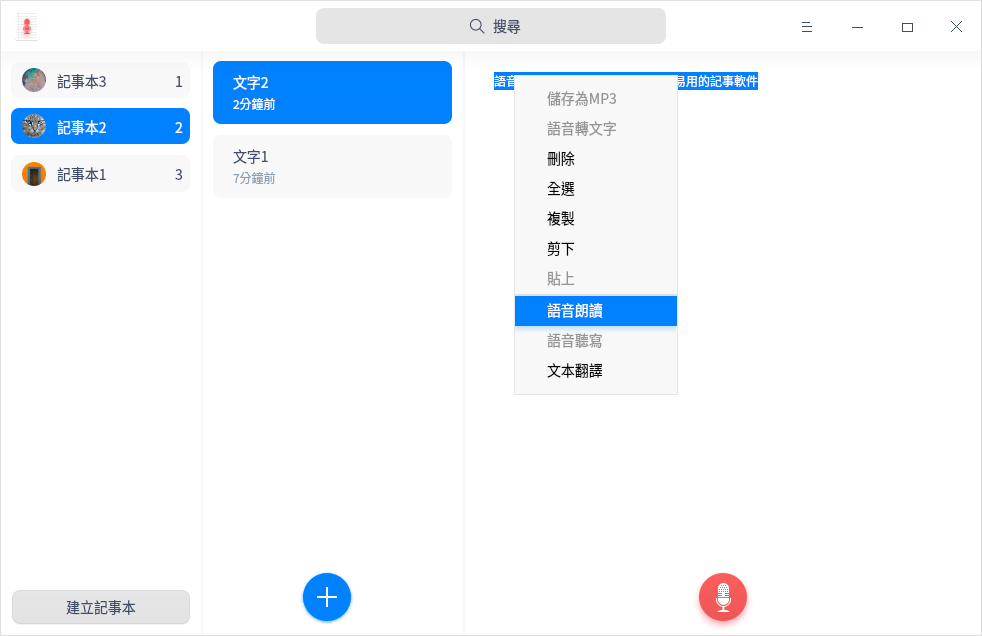 搜尋
記事本3 1
記事本2 2
記事本1 3
建立記事本
文字2
2分鐘前
文字1
7分鐘前
語音 易用的記事軟件
儲存為MP3
語音轉文字
刪除
全選
複製
剪下
貼上
語音朗讀
語音聽寫
文本翻譯